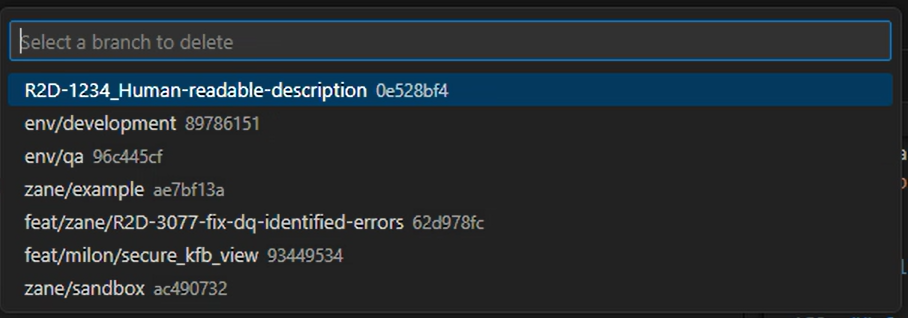 Select a branch to delete
R2D-1234_Human-readable-description 0e528bf4
env/development 89786151
env/qa 96c445cf
zane/example ae7bf13a
feat/zane/R2D-3077-fix-dq-identified-errors 62d978fc
feat/milon/secure_kfb_view 93449534
zane/sandbox ac490732